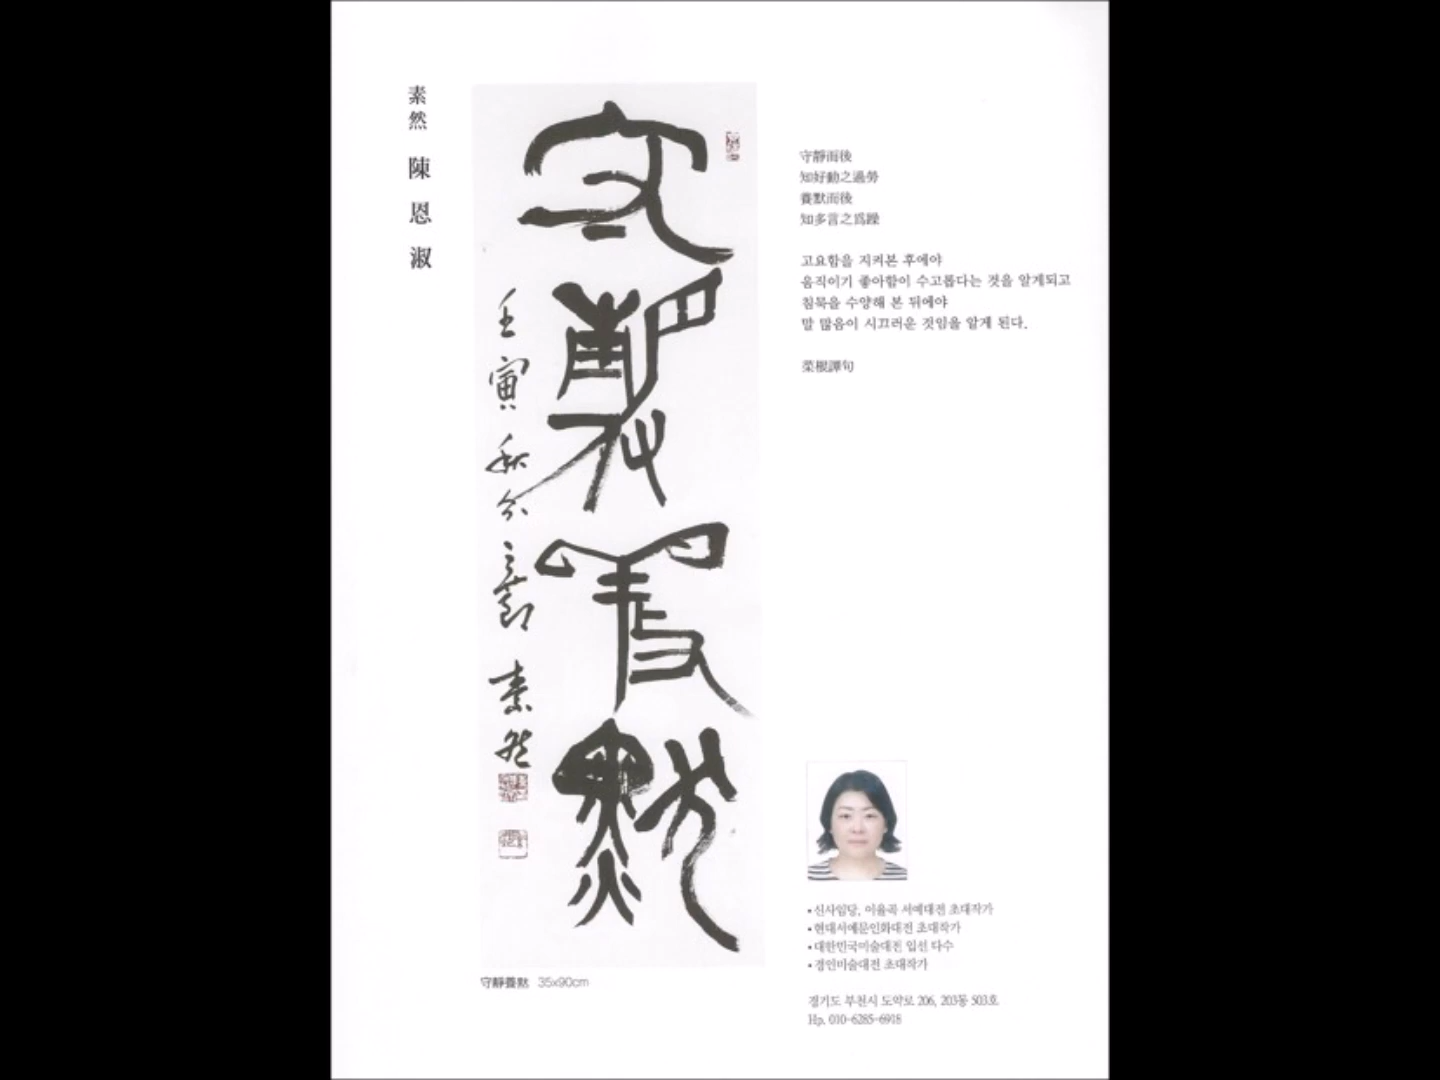 素然 陳恩淑
守靜養默
壬寅秋分之節 素然
守靜而後
知好動之過勞
養默而後
知多言之爲躁
고요함을 지켜본 후에야
움직이기 좋아함이 수고롭다는 것을 알게되고
침묵을 수양해 본 뒤에야
말 많음이 시끄러운 것임을 알게 된다.
菜根譚句
•신사임당, 이율곡 서예대전 초대작가
•현대서예문인화대전 초대작가
•대한민국미술대전 입선 다수
•경인미술대전 초대작가
경기도 부천시 도약로 206, 203동 503호
Hp. 010-6285-6918
守靜養默 35x90cm